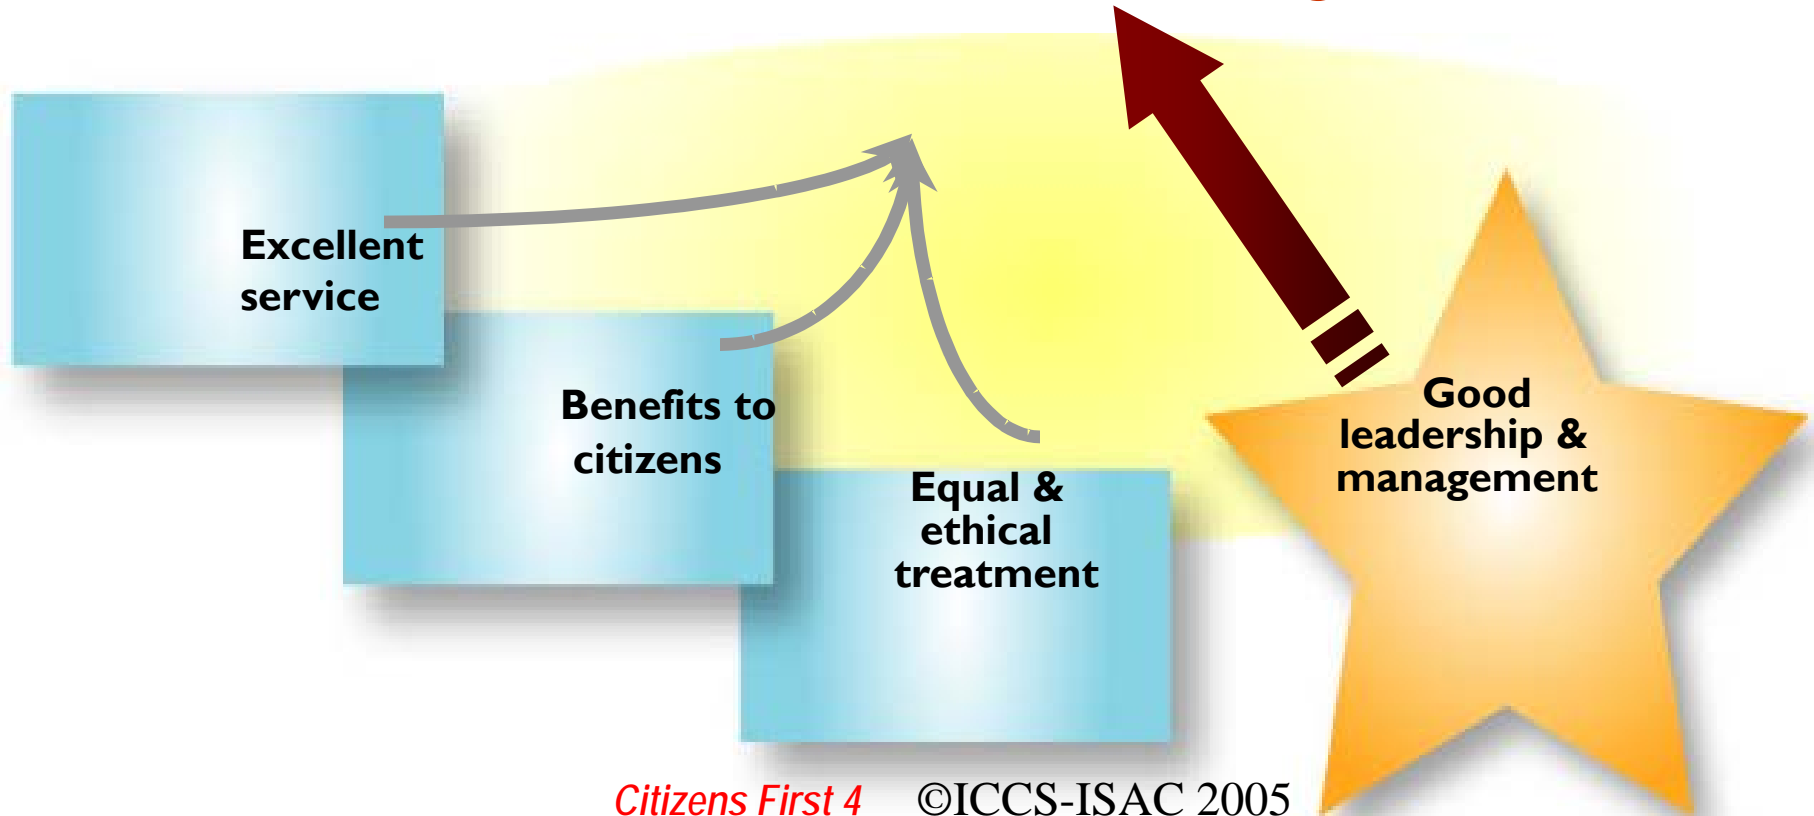 Excellent
service
Benefits to
citizens
Equal &
ethical
treatment
Good
leadership &
management
Citizens First 4 ©ICCS-ISAC 2005